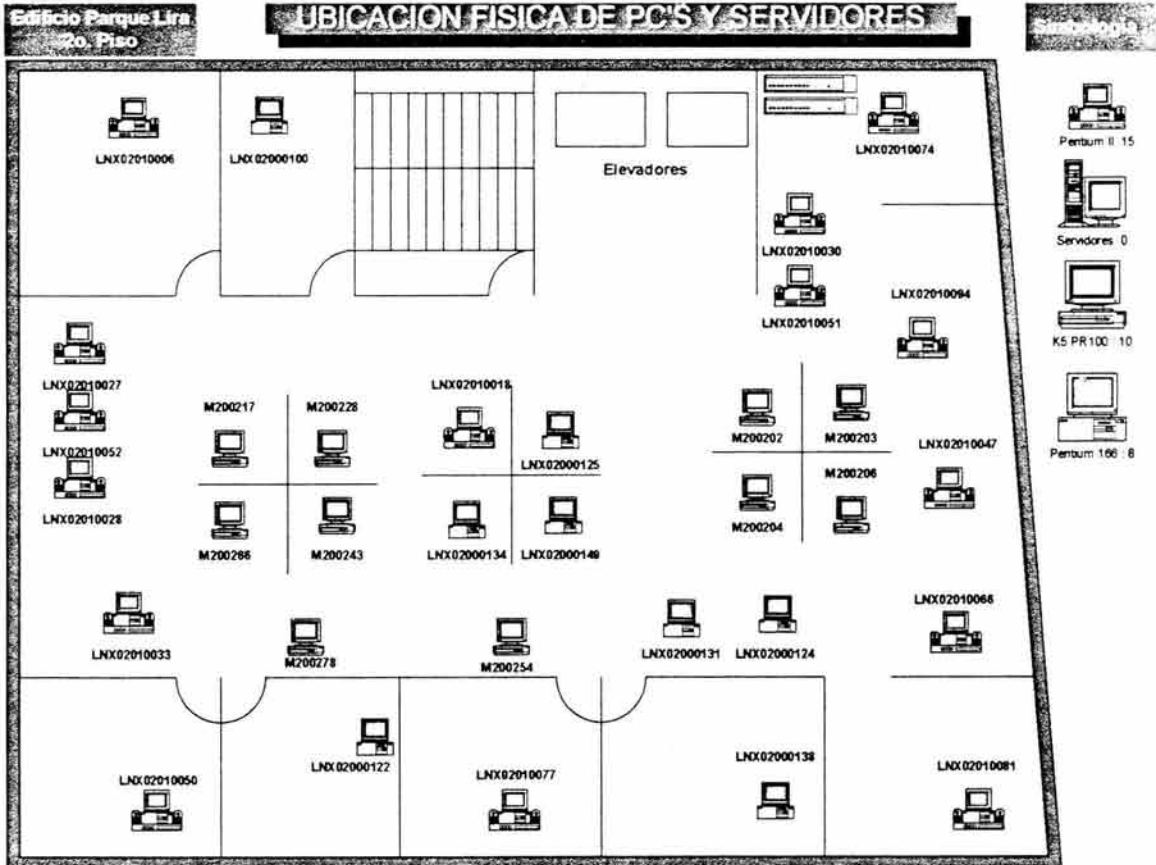 Edificio Parque Lira
2o. Piso
UBICACION FISICA DE PC'S Y SERVIDORES
Simbología
LNX02010006
LNX02000100
Elevadores
LNX02010074
LNX02010030
LNX02010051
LNX02010094
LNX02010027
LNX02010052
LNX02010028
M200217
M200228
M200266
M200243
LNX02010018
LNX02000125
LNX02000134
LNX02000149
M200202
M200203
M200204
M200206
LNX02010047
LNX02010033
M200278
M200254
LNX02000131
LNX02000124
LNX02010068
LNX02010050
LNX02000122
LNX02010077
LNX02000138
LNX02010081
Pentium II 15
Servidores 0
K5 PR100 : 10
Pentium 166 : 8